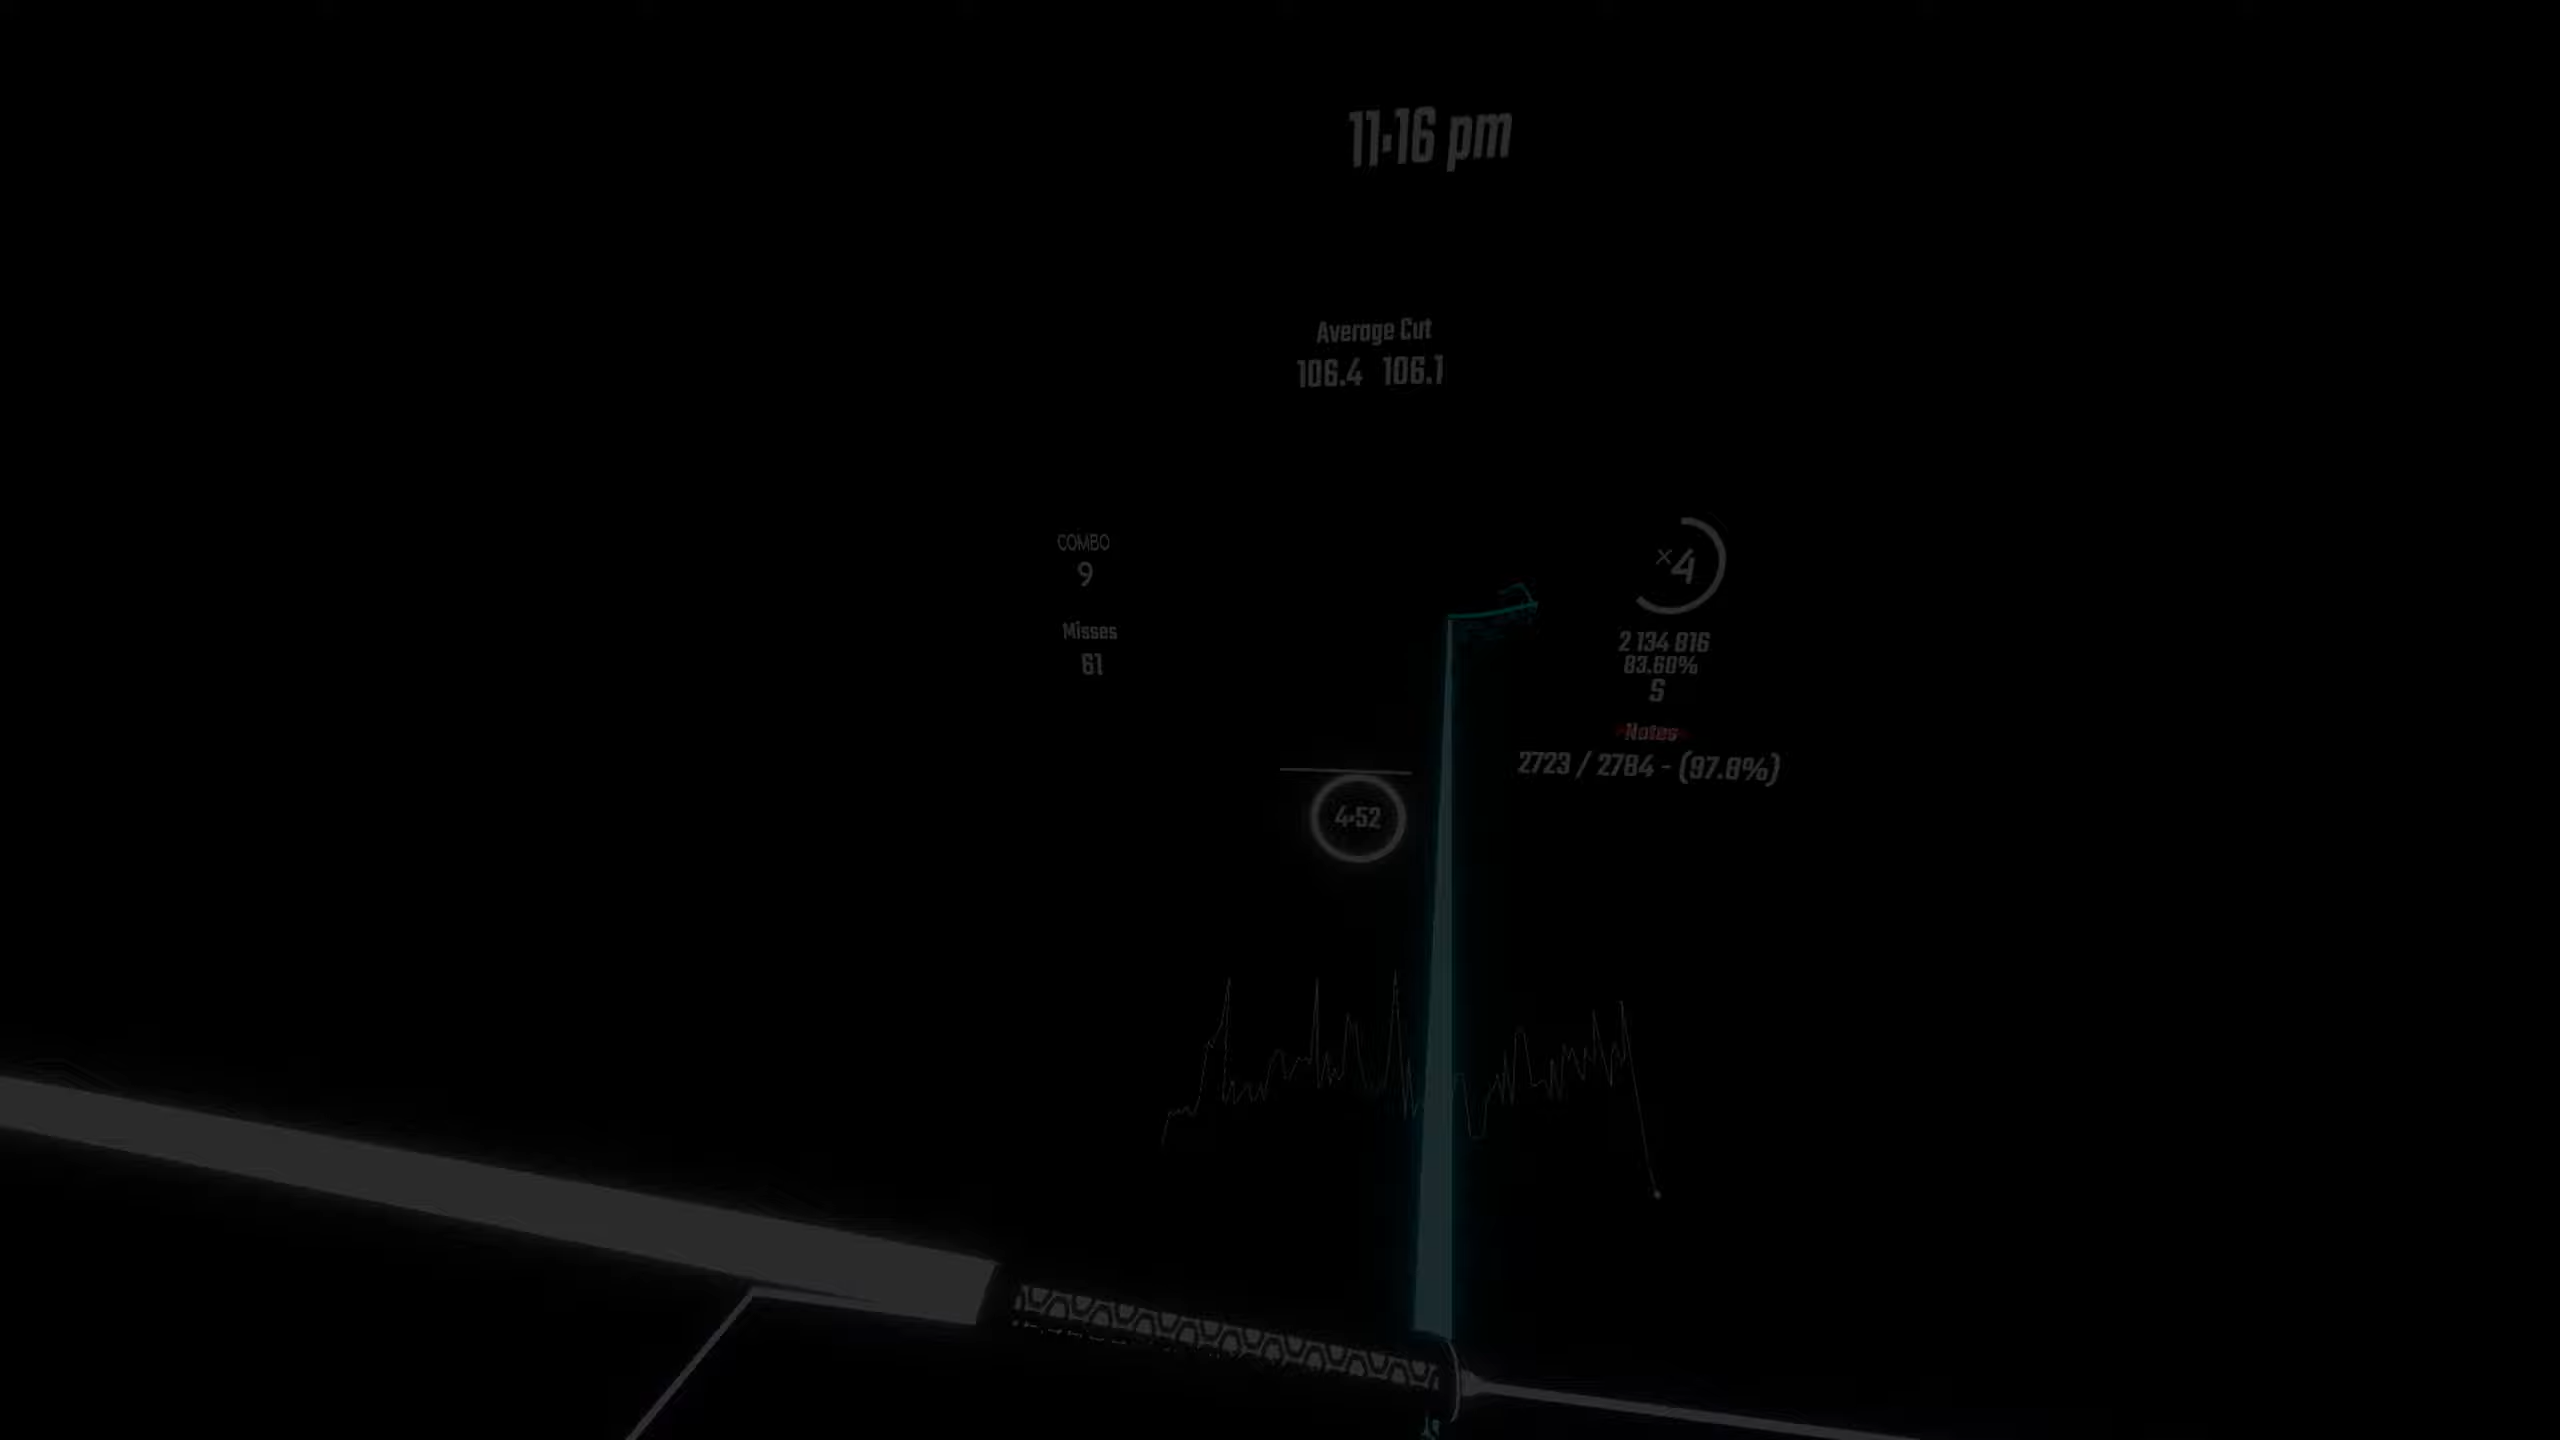 11:16 pm
Average Cut
106.4 106.1
COMBO
9
Misses
61
×4
2 134 816
83.60%
S
Notes
2723 / 2784 - (97.8%)
4:52